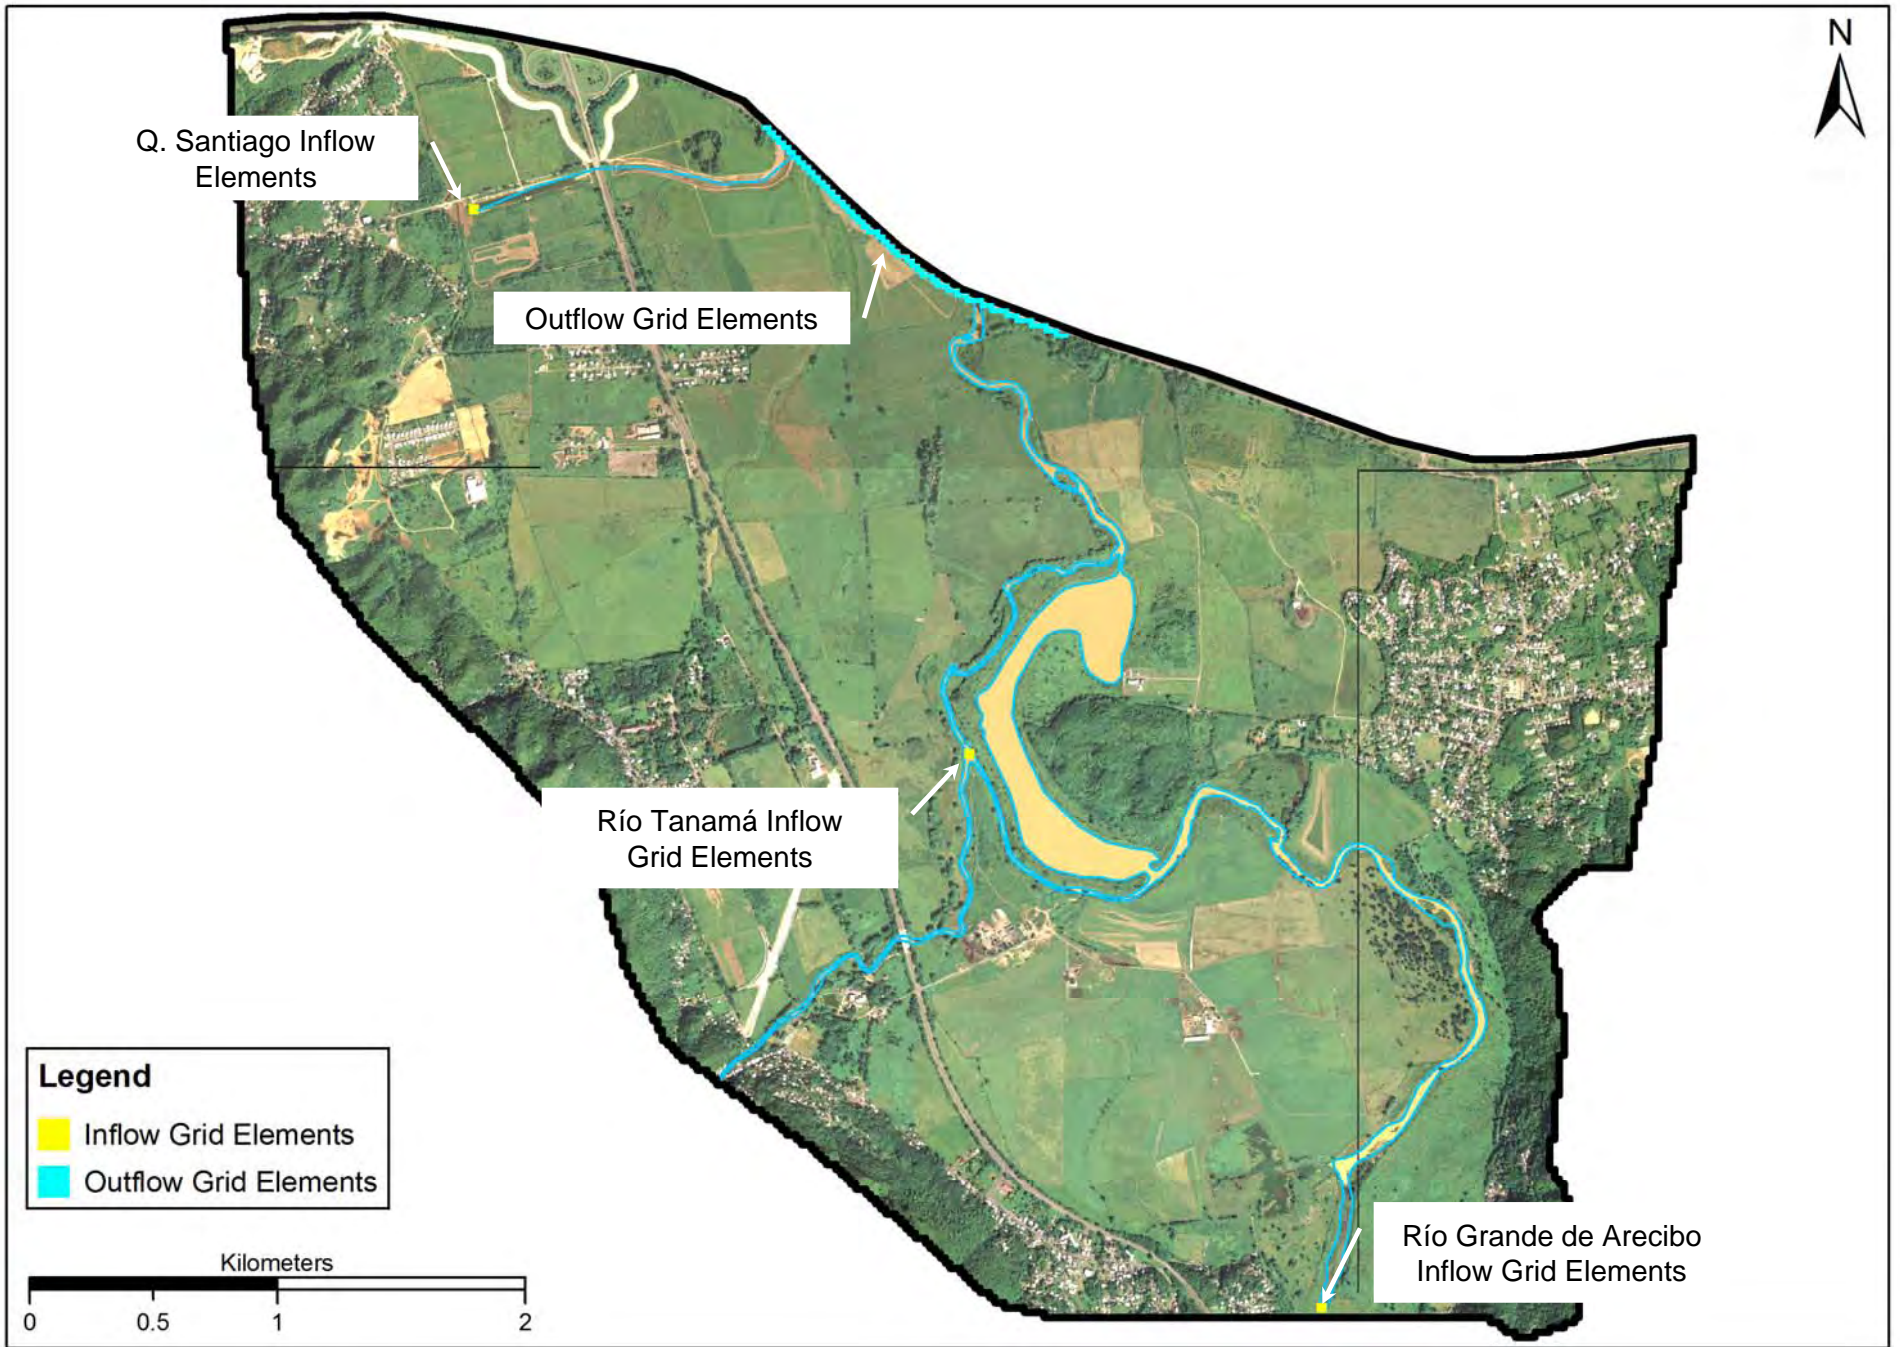 N
Q. Santiago Inflow
Elements
Outflow Grid Elements
Río Tanamá Inflow
Grid Elements
Río Grande de Arecibo
Inflow Grid Elements
Legend
Inflow Grid Elements
Outflow Grid Elements
Kilometers
0 0.5 1 2